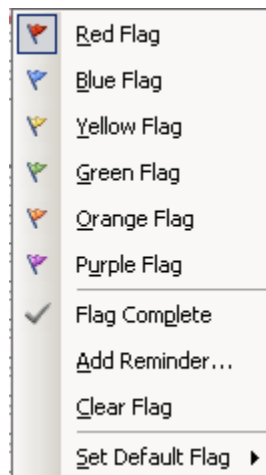 Red Flag
Blue Flag
Yellow Flag
Green Flag
Orange Flag
Purple Flag
Flag Complete
Add Reminder...
Clear Flag
Set Default Flag